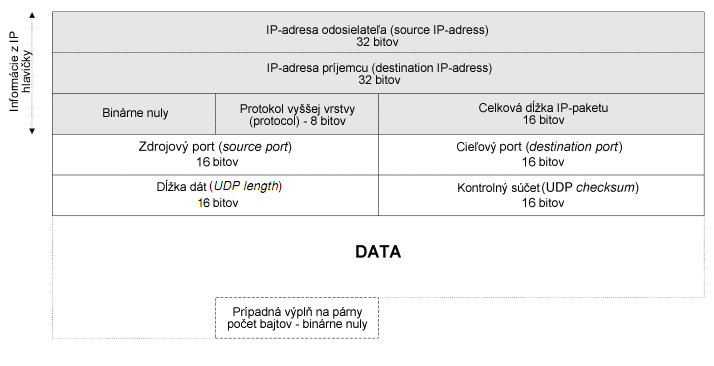 Informácie z IP
hlavičky
IP-adresa odosielateľa (source IP-adress)
32 bitov
IP-adresa príjemcu (destination IP-adress)
32 bitov
Binárne nuly
Protokol vyššej vrstvy
(protocol) - 8 bitov
Celková dĺžka IP-paketu
16 bitov
Zdrojový port (source port)
16 bitov
Cieľový port (destination port)
16 bitov
Dĺžka dát (UDP length)
16 bitov
Kontrolný súčet (UDP checksum)
16 bitov
DATA
Prípadná výplň na párny
počet bajtov - binárne nuly